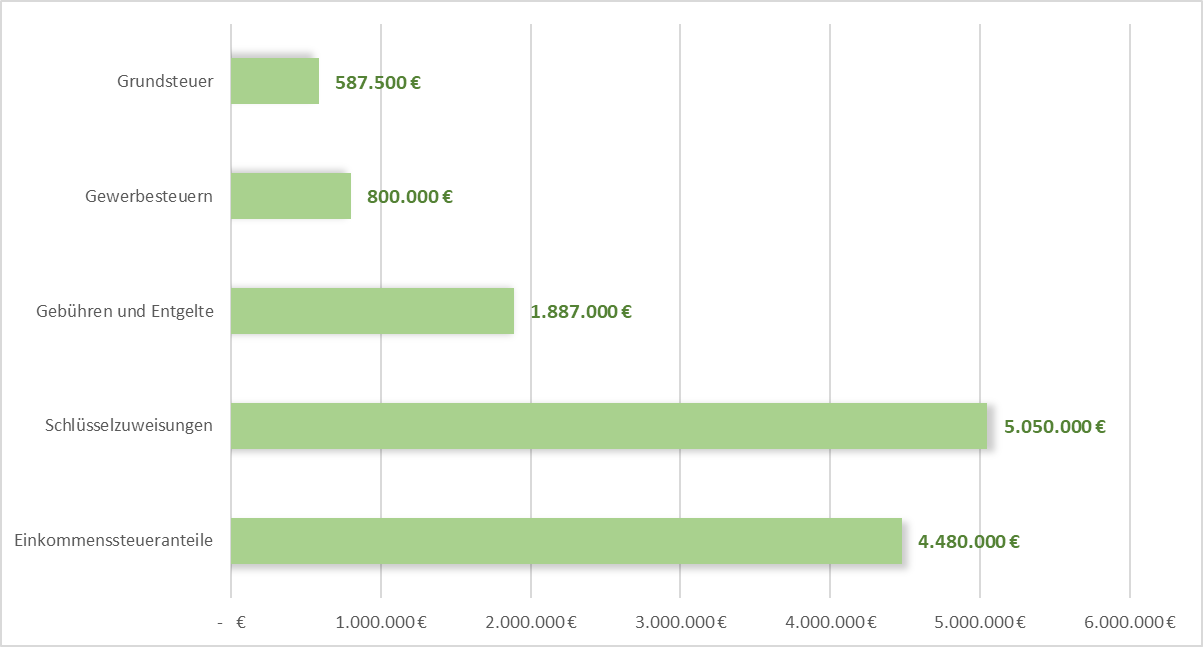 Grundsteuer 587.500 €
Gewerbesteuern 800.000 €
Gebühren und Entgelte 1.887.000 €
Schlüsselzuweisungen 5.050.000 €
Einkommenssteueranteile 4.480.000 €
- € 1.000.000 € 2.000.000 € 3.000.000 € 4.000.000 € 5.000.000 € 6.000.000 €